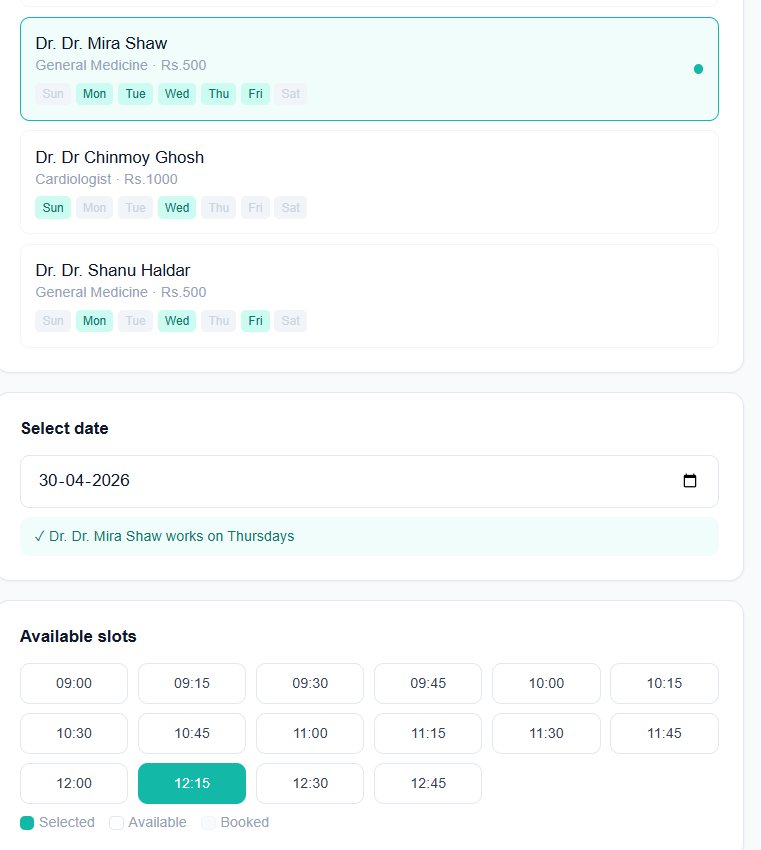 Dr. Dr. Mira Shaw
General Medicine · Rs.500
Sun Mon Tue Wed Thu Fri Sat
Dr. Dr Chinmoy Ghosh
Cardiologist · Rs.1000
Sun Mon Tue Wed Thu Fri Sat
Dr. Dr. Shanu Haldar
General Medicine · Rs.500
Sun Mon Tue Wed Thu Fri Sat
Select date
30-04-2026
✓ Dr. Dr. Mira Shaw works on Thursdays
Available slots
09:00 09:15 09:30 09:45 10:00 10:15
10:30 10:45 11:00 11:15 11:30 11:45
12:00 12:15 12:30 12:45
Selected Available Booked